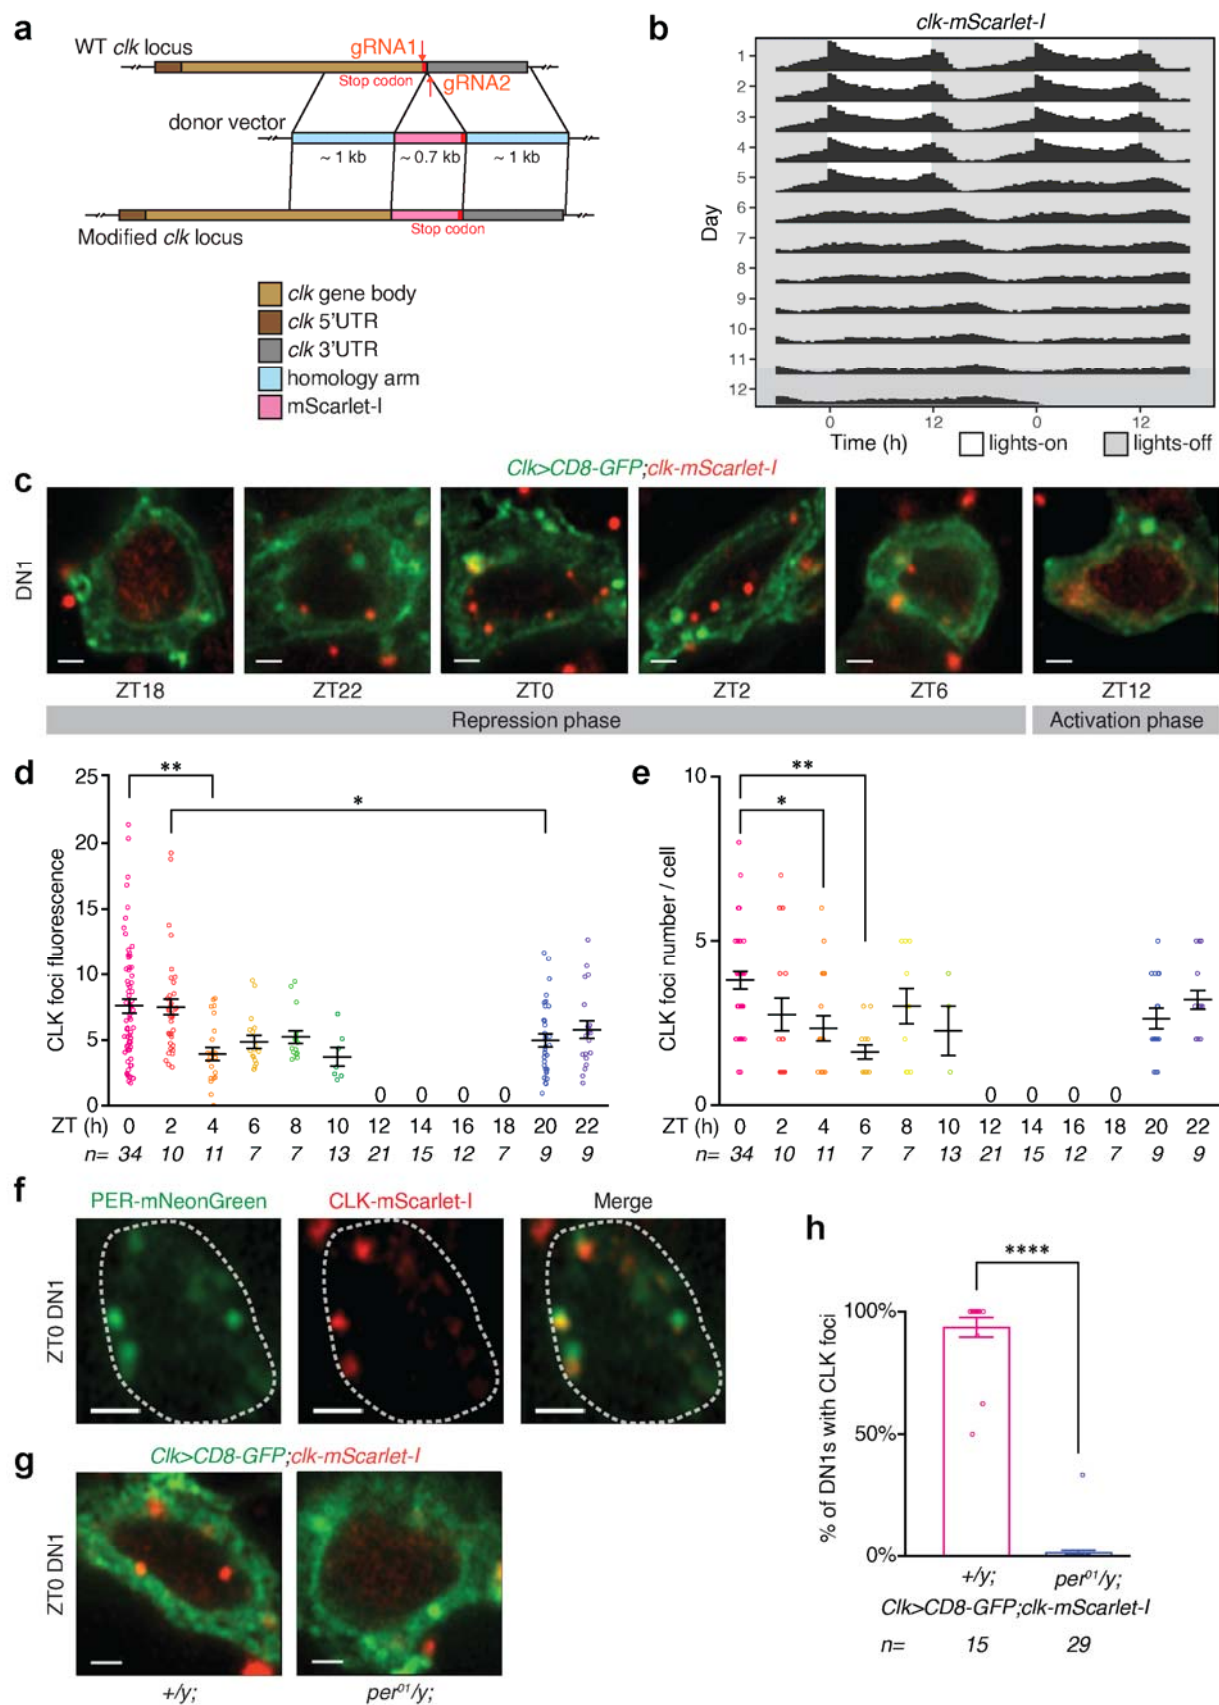 a
WT clk locus
gRNA1
Stop codon
gRNA2
donor vector
~ 1 kb
~ 0.7 kb
~ 1 kb
Stop codon
Modified clk locus
clk gene body
clk 5'UTR
clk 3'UTR
homology arm
mScarlet-I
b
clk-mScarlet-I
Day
1
2
3
4
5
6
7
8
9
10
11
12
0 12 0 12
Time (h)
lights-on
lights-off
Clk>CD8-GFP;clk-mScarlet-I
c
DN1
ZT18 ZT22 ZT0 ZT2 ZT6 ZT12
Repression phase
Activation phase
d
CLK foci fluorescence
25
20
15
10
5
0
**
*
0 0 0 0
ZT (h) 0 2 4 6 8 10 12 14 16 18 20 22
n= 34 10 11 7 7 13 21 15 12 7 9 9
e
CLK foci number / cell
10
5
0
**
*
0 0 0 0
ZT (h) 0 2 4 6 8 10 12 14 16 18 20 22
n= 34 10 11 7 7 13 21 15 12 7 9 9
f
PER-mNeonGreen CLK-mScarlet-I Merge
ZT0 DN1
g
Clk>CD8-GFP;clk-mScarlet-I
ZT0 DN1
+/y; per01/y;
h
% of DN1s with CLK foci
****
100%
50%
0%
+/y; per01/y;
Clk>CD8-GFP;clk-mScarlet-I
n= 15 29